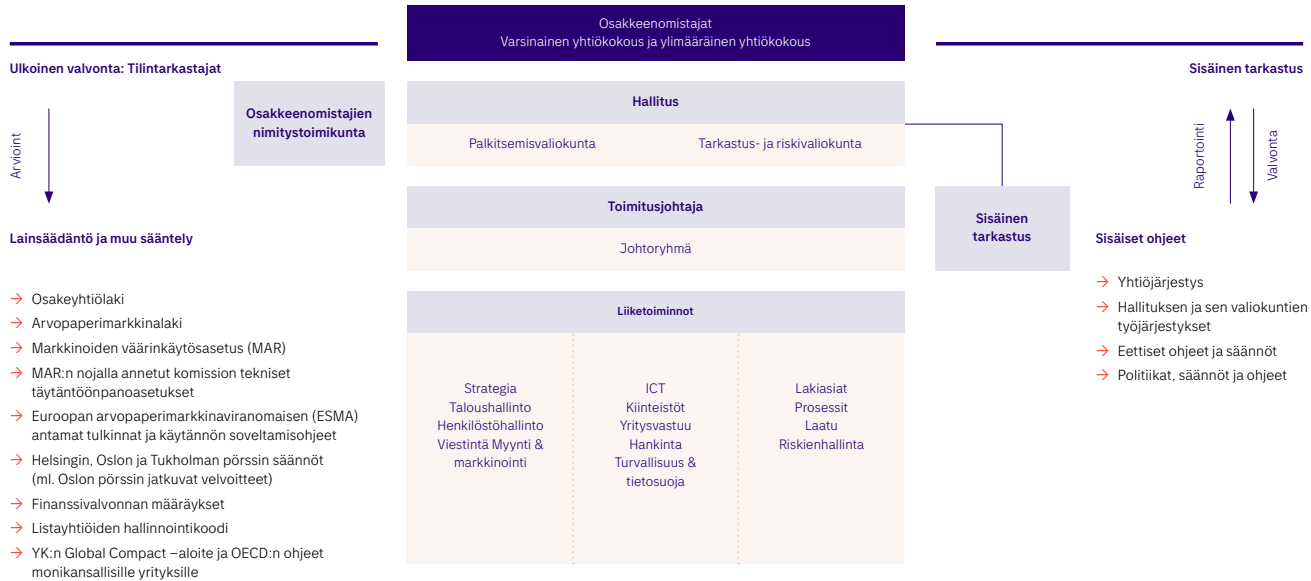 Osakkeenomistajat
Varsinainen yhtiökokous ja ylimääräinen yhtiökokous
Ulkoinen valvonta: Tilintarkastajat
Arvioint
Osakkeenomistajien
nimitystoimikunta
Hallitus
Palkitsemisvaliokunta
Tarkastus- ja riskivaliokunta
Toimitusjohtaja
Johtoryhmä
Sisäinen
tarkastus
Sisäinen tarkastus
Raportointi
Valvonta
Lainsäädäntö ja muu sääntely
→ Osakeyhtiölaki
→ Arvopaperimarkkinalaki
→ Markkinoiden väärinkäytösasetus (MAR)
→ MAR:n nojalla annetut komission tekniset
täytäntöönpanoasetukset
→ Euroopan arvopaperimarkkinaviranomaisen (ESMA)
antamat tulkinnat ja käytännön soveltamisohjeet
→ Helsingin, Oslon ja Tukholman pörssin säännöt
(ml. Oslon pörssin jatkuvat velvoitteet)
→ Finanssivalvonnan määräykset
→ Listayhtiöiden hallinnointikoodi
→ YK:n Global Compact –aloite ja OECD:n ohjeet
monikansallisille yrityksille
Liiketoiminnot
Strategia
Taloushallinto
Henkilöstöhallinto
Viestintä Myynti &
markkinointi
ICT
Kiinteistöt
Yritysvastuu
Hankinta
Turvallisuus &
tietosuoja
Lakiasiat
Prosessit
Laatu
Riskienhallinta
Sisäiset ohjeet
→ Yhtiöjärjestys
→ Hallituksen ja sen valiokuntien
työjärjestykset
→ Eettiset ohjeet ja säännöt
→ Politiikat, säännöt ja ohjeet